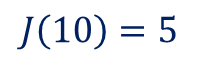 J(10) = 5